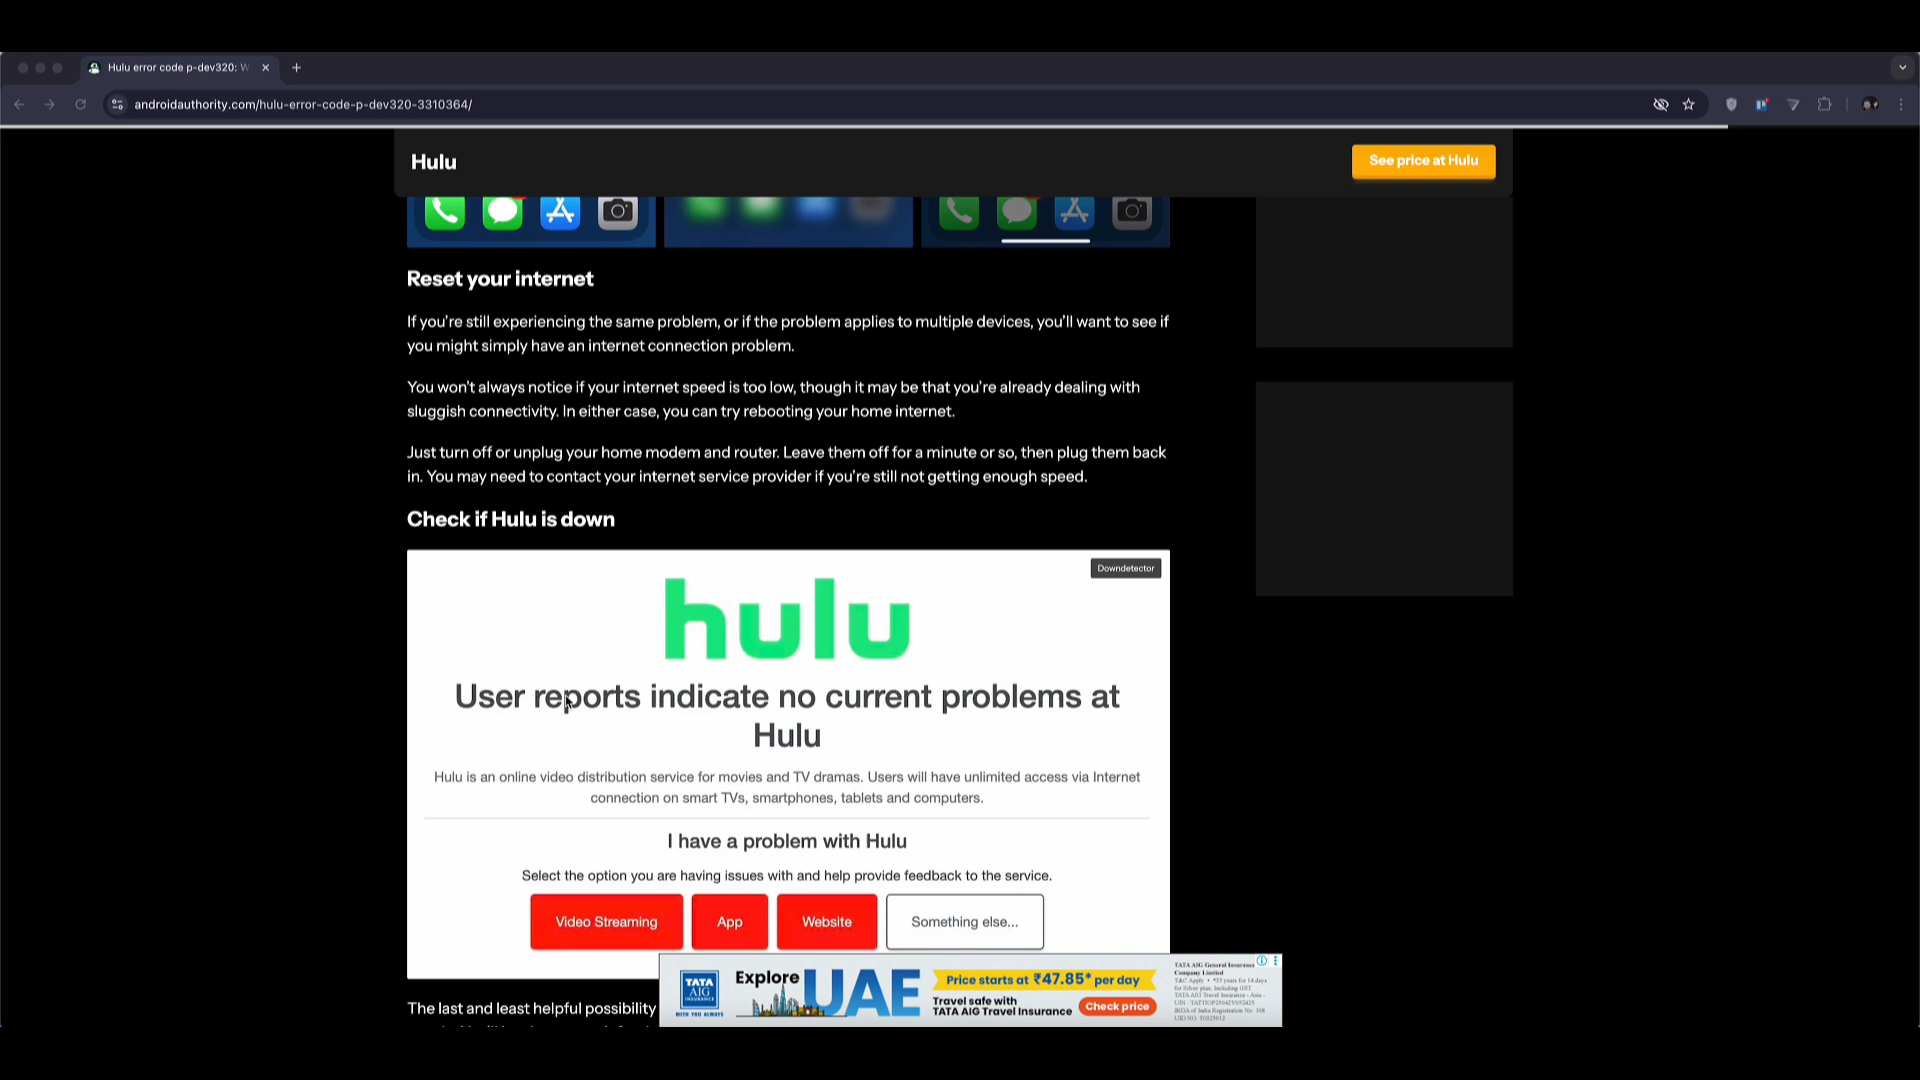 Hulu error code p-dev320: W
androidauthority.com/hulu-error-code-p-dev320-3310364/
Hulu
See price at Hulu
Reset your internet
If you're still experiencing the same problem, or if the problem applies to multiple devices, you'll want to see if
you might simply have an internet connection problem.
You won't always notice if your internet speed is too low, though it may be that you're already dealing with
sluggish connectivity. In either case, you can try rebooting your home internet.
Just turn off or unplug your home modem and router. Leave them off for a minute or so, then plug them back
in. You may need to contact your internet service provider if you're still not getting enough speed.
Check if Hulu is down
Downdetector
hulu
User reports indicate no current problems at
Hulu
Hulu is an online video distribution service for movies and TV dramas. Users will have unlimited access via Internet
connection on smart TVs, smartphones, tablets and computers.
I have a problem with Hulu
Select the option you are having issues with and help provide feedback to the service.
Video Streaming
App
Website
Something else...
The last and least helpful possibility
TATA
AIG
INSURANCE
WITH YOU ALWAYS
Explore
UAE
Price starts at ₹47.85* per day
Travel safe with
TATA AIG Travel Insurance
Check price
TATA AIG General Insurance
Company Limited